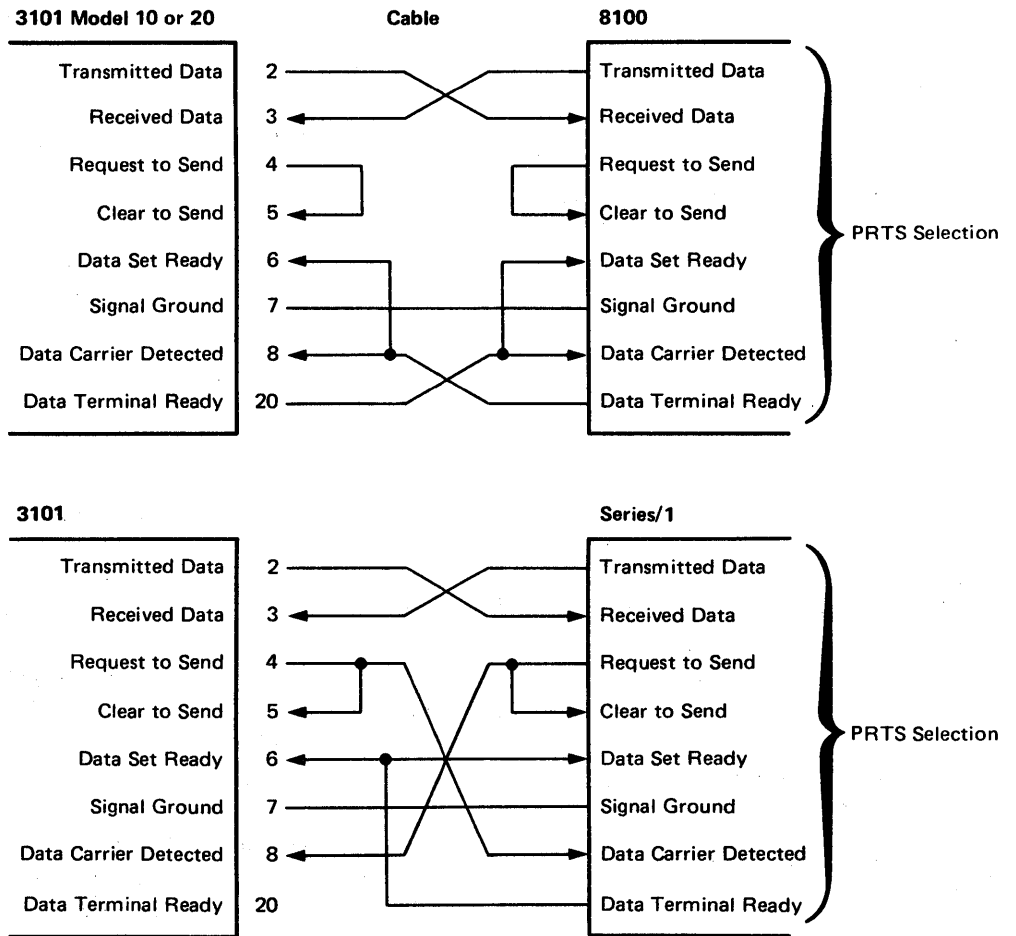 3101 Model 10 or 20 Cable 8100
Transmitted Data 2 Transmitted Data
Received Data 3 Received Data
Request to Send 4 Request to Send
Clear to Send 5 Clear to Send
PRTS Selection
Data Set Ready 6 Data Set Ready
Signal Ground 7 Signal Ground
Data Carrier Detected 8 Data Carrier Detected
Data Terminal Ready 20 Data Terminal Ready
3101 Series/1
Transmitted Data 2 Transmitted Data
Received Data 3 Received Data
Request to Send 4 Request to Send
Clear to Send 5 Clear to Send
PRTS Selection
Data Set Ready 6 Data Set Ready
Signal Ground 7 Signal Ground
Data Carrier Detected 8 Data Carrier Detected
Data Terminal Ready 20 Data Terminal Ready